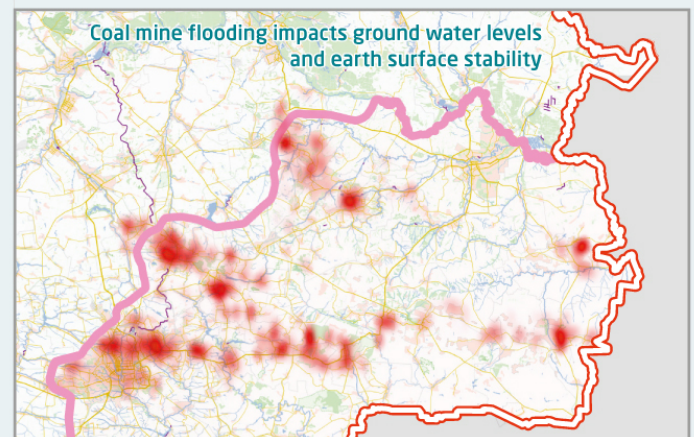 Coal mine flooding impacts ground water levels
and earth surface stability